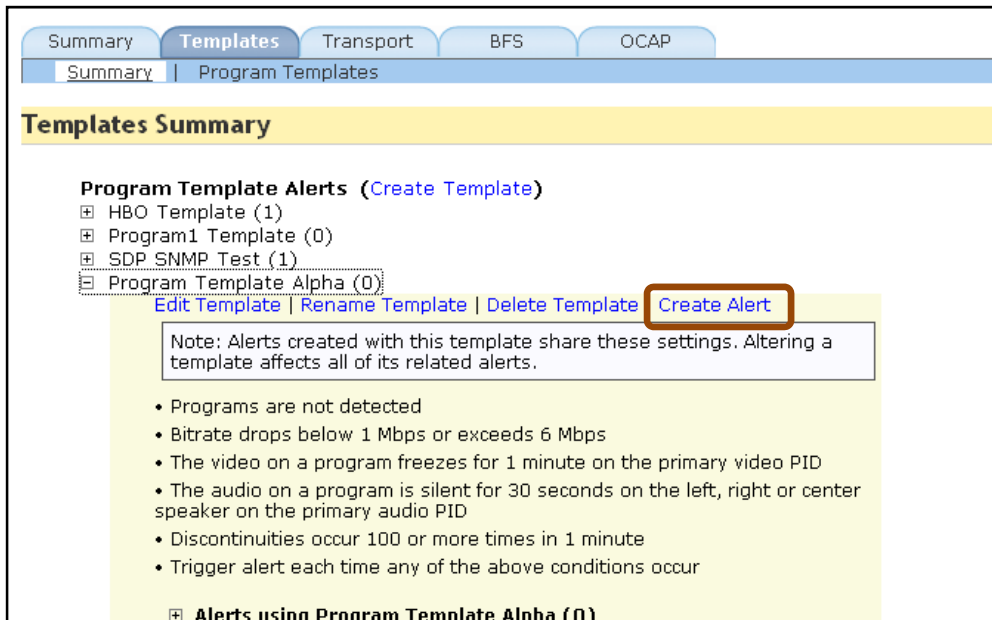 Summary Templates Transport BFS OCAP
Summary | Program Templates
Templates Summary
Program Template Alerts (Create Template)
HBO Template (1)
Program1 Template (0)
SDP SNMP Test (1)
Program Template Alpha (0)
Edit Template | Rename Template | Delete Template Create Alert
Note: Alerts created with this template share these settings. Altering a
template affects all of its related alerts.
• Programs are not detected
• Bitrate drops below 1 Mbps or exceeds 6 Mbps
• The video on a program freezes for 1 minute on the primary video PID
• The audio on a program is silent for 30 seconds on the left, right or center
speaker on the primary audio PID
• Discontinuities occur 100 or more times in 1 minute
• Trigger alert each time any of the above conditions occur
Alerts using Program Template Alpha (0)